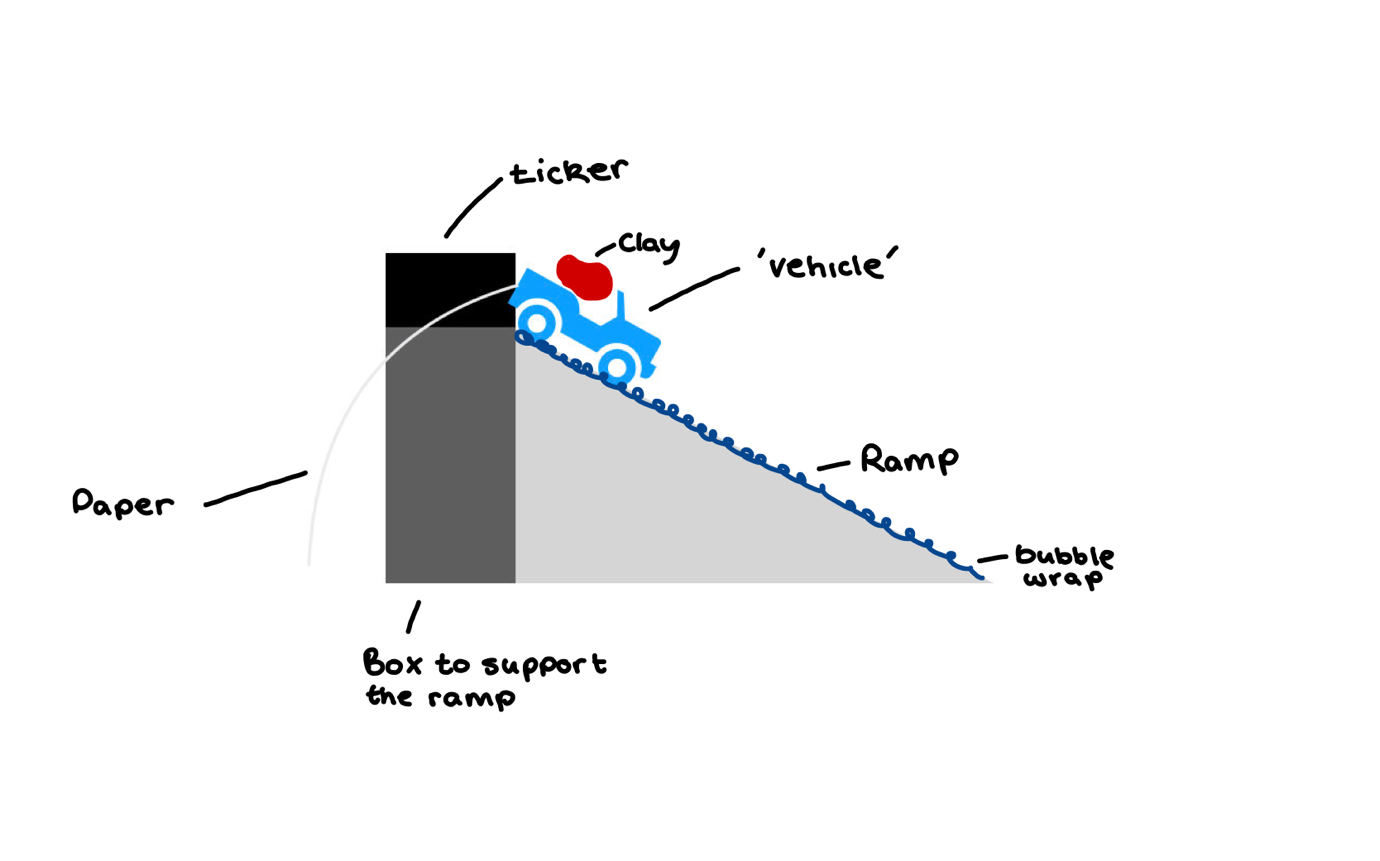 ticker
Clay
'vehicle'
Ramp
Paper
bubble
wrap
Box to support
the ramp